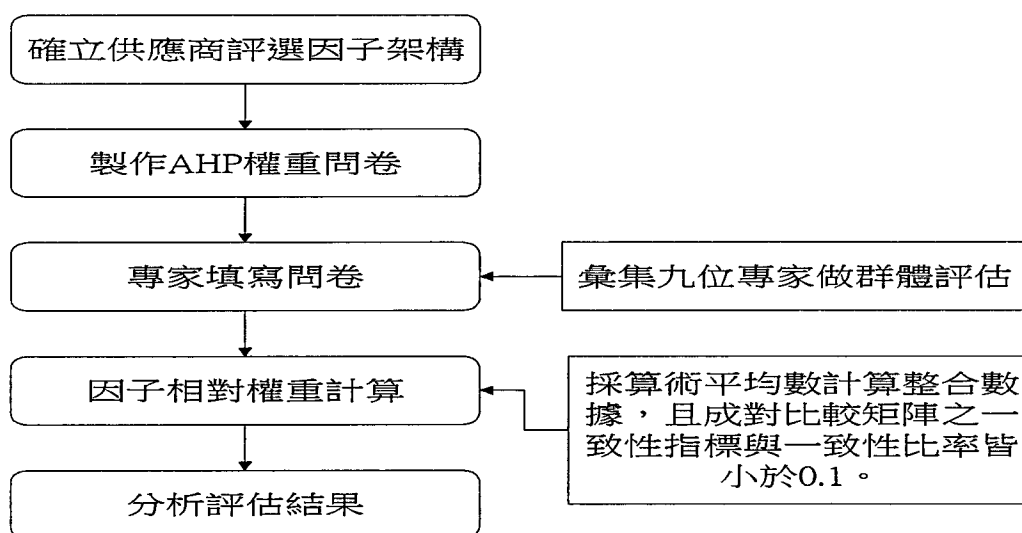 確立供應商評選因子架構
製作AHP權重問卷
專家填寫問卷
彙集九位專家做群體評估
因子相對權重計算
採算術平均數計算整合數
據，且成對比較矩陣之一
致性指標與一致性比率皆
小於0.1。
分析評估結果